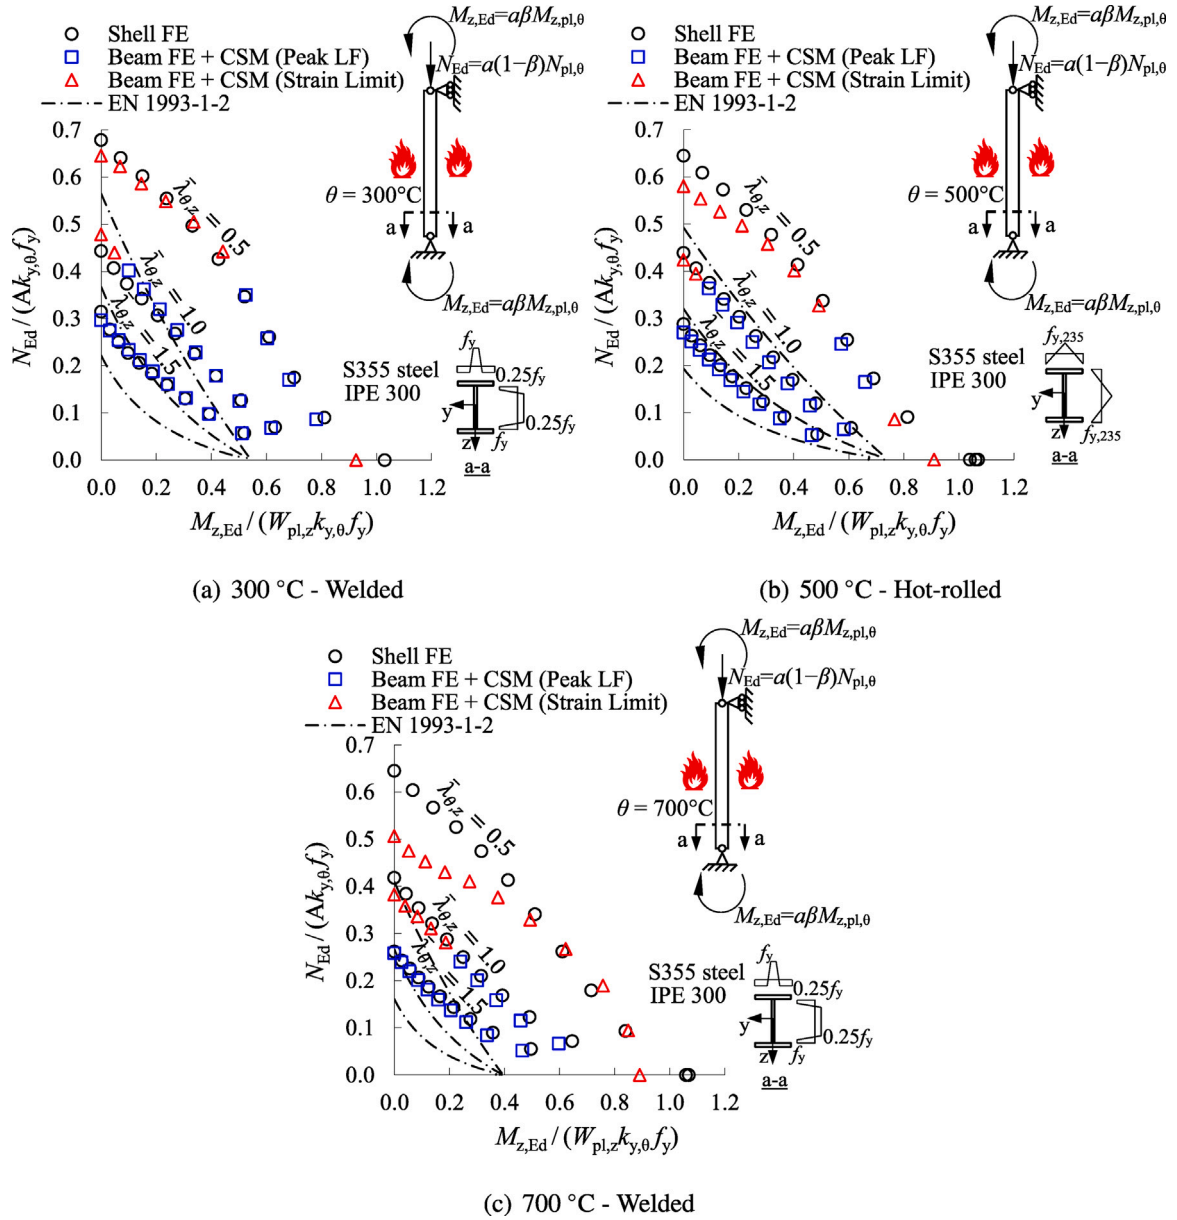 Shell FE
Beam FE + CSM (Peak LF)
Beam FE + CSM (Strain Limit)
EN 1993-1-2
M_z,Ed=aβM_z,pl,θ
N_Ed=a(1−β)N_pl,θ
θ = 300°C
a a
M_z,Ed=aβM_z,pl,θ
S355 steel
IPE 300
f_y
0.25f_y
y
0.25f_y
z f_y
a-a
λ̄_θ,z = 0.5
λ̄_θ,z = 1.0
λ̄_θ,z = 1.5
0.7
0.6
0.5
0.4
0.3
0.2
0.1
0.0
N_Ed / (Ak_y,θ f_y)
0.0 0.2 0.4 0.6 0.8 1.0 1.2
M_z,Ed / (W_pl,z k_y,θ f_y)
(a) 300 °C - Welded
Shell FE
Beam FE + CSM (Peak LF)
Beam FE + CSM (Strain Limit)
EN 1993-1-2
M_z,Ed=aβM_z,pl,θ
N_Ed=a(1−β)N_pl,θ
θ = 500°C
a a
M_z,Ed=aβM_z,pl,θ
S355 steel
IPE 300
f_y,235
y
z f_y,235
a-a
λ̄_θ,z = 0.5
λ̄_θ,z = 1.0
λ̄_θ,z = 1.5
0.7
0.6
0.5
0.4
0.3
0.2
0.1
0.0
N_Ed / (Ak_y,θ f_y)
0.0 0.2 0.4 0.6 0.8 1.0 1.2
M_z,Ed / (W_pl,z k_y,θ f_y)
(b) 500 °C - Hot-rolled
Shell FE
Beam FE + CSM (Peak LF)
Beam FE + CSM (Strain Limit)
EN 1993-1-2
M_z,Ed=aβM_z,pl,θ
N_Ed=a(1−β)N_pl,θ
θ = 700°C
a a
M_z,Ed=aβM_z,pl,θ
S355 steel
IPE 300
f_y
0.25f_y
y
0.25f_y
z f_y
a-a
λ̄_θ,z = 0.5
λ̄_θ,z = 1.0
λ̄_θ,z = 1.5
0.7
0.6
0.5
0.4
0.3
0.2
0.1
0.0
N_Ed / (Ak_y,θ f_y)
0.0 0.2 0.4 0.6 0.8 1.0 1.2
M_z,Ed / (W_pl,z k_y,θ f_y)
(c) 700 °C - Welded